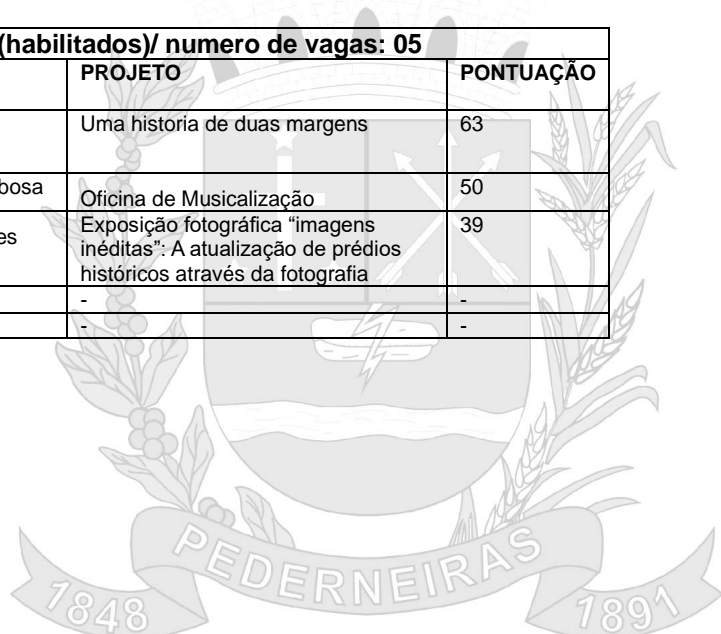 (habilitados)/ numero de vagas: 05
PROJETO PONTUAÇÃO
Uma historia de duas margens 63
bosa Oficina de Musicalização 50
es Exposição fotográfica “imagens 39
inéditas”: A atualização de prédios
históricos através da fotografia
- -
- -
PEDERNEIRAS
1848 1891